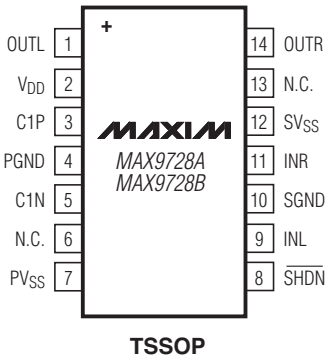 +
OUTL 1 14 OUTR
VDD 2 13 N.C.
C1P 3 MAXIM 12 SVSS
PGND 4 MAX9728A 11 INR
MAX9728B
C1N 5 10 SGND
N.C. 6 9 INL
PVSS 7 8 SHDN
TSSOP